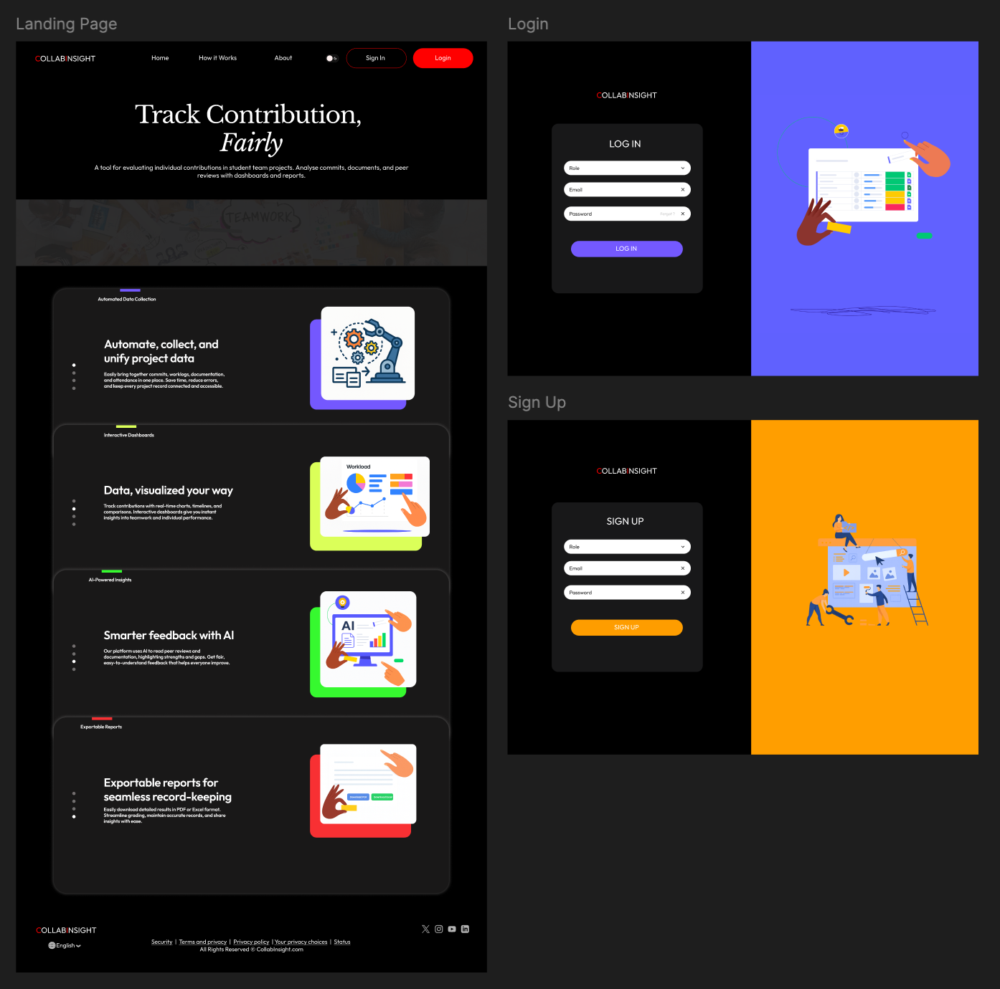 Landing Page
COLLABINSIGHT
Home
How it Works
About
Sign In
Login
Track Contribution,
Fairly
A tool for evaluating individual contributions in student team projects. Analyse commits, documents, and peer
reviews with dashboards and reports.
TEAMWORK
Automated Data Collection
Automate, collect, and
unify project data
Easily bring together commits, worklogs, documentation,
and attendance in one place. Save time, reduce errors,
and keep every project record connected and accessible.
Interactive Dashboards
Data, visualized your way
Track contributions with real-time charts, timelines, and
comparisons. Interactive dashboards give you instant
insights into teamwork and individual performance.
Workload
AI-Powered Insights
Smarter feedback with AI
Our platform uses AI to read peer reviews and
documentation, highlighting strengths and gaps. Get fair,
easy-to-understand feedback that helps everyone improve.
AI
Exportable Reports
Exportable reports for
seamless record-keeping
Easily download detailed results in PDF or Excel format.
Streamline grading, maintain accurate records, and share
insights with ease.
Download PDF
Download Excel
COLLABINSIGHT
English
Security | Terms and privacy | Privacy policy | Your privacy choices | Status
All Rights Reserved © CollabInsight.com
Login
COLLABINSIGHT
LOG IN
Role
Email
Password
Forgot ?
LOG IN
Sign Up
COLLABINSIGHT
SIGN UP
Role
Email
Password
SIGN UP